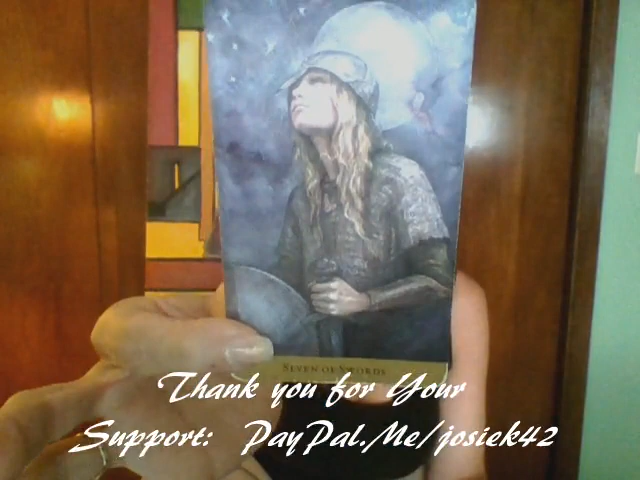 SEVEN OF SWORDS
Thank you for Your
Support: PayPal.Me/josiek42